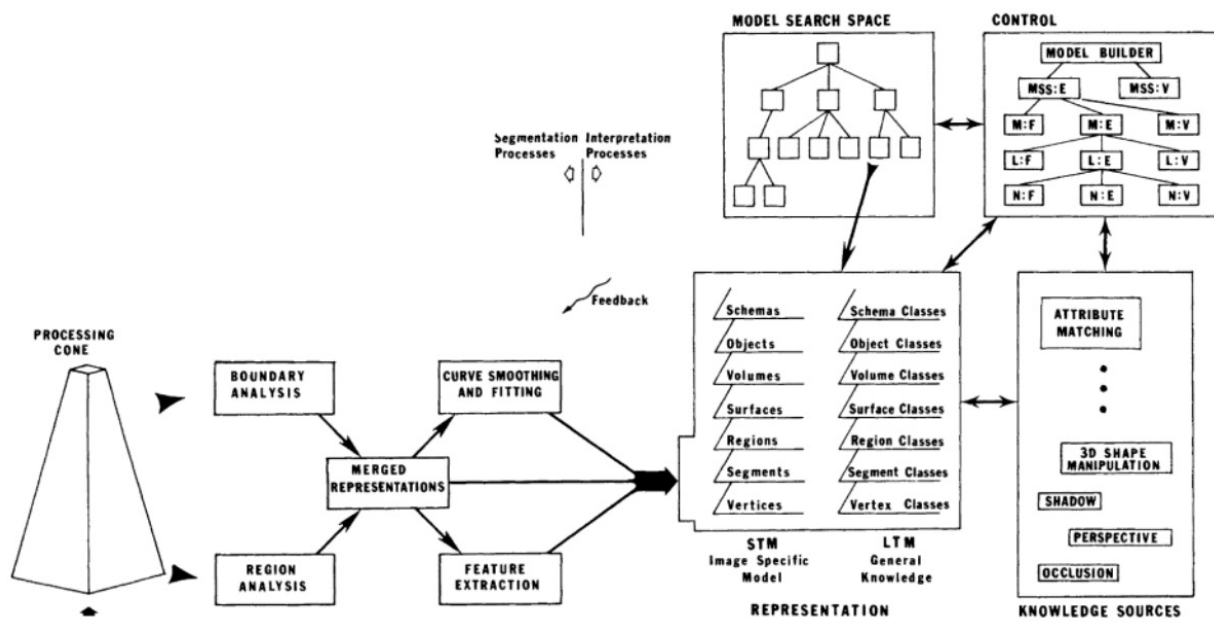 MODEL SEARCH SPACE
CONTROL
MODEL BUILDER
MSS:E
MSS:V
M:F
M:E
M:V
L:F
L:E
L:V
N:F
N:E
N:V
Segmentation Interpretation
Processes Processes
Feedback
PROCESSING
CONE
BOUNDARY
ANALYSIS
CURVE SMOOTHING
AND FITTING
MERGED
REPRESENTATIONS
REGION
ANALYSIS
FEATURE
EXTRACTION
Schemas
Objects
Volumes
Surfaces
Regions
Segments
Vertices
Schema Classes
Object Classes
Volume Classes
Surface Classes
Region Classes
Segment Classes
Vertex Classes
STM
Image Specific
Model
LTM
General
Knowledge
REPRESENTATION
ATTRIBUTE
MATCHING
3D SHAPE
MANIPULATION
SHADOW
PERSPECTIVE
OCCLUSION
KNOWLEDGE SOURCES